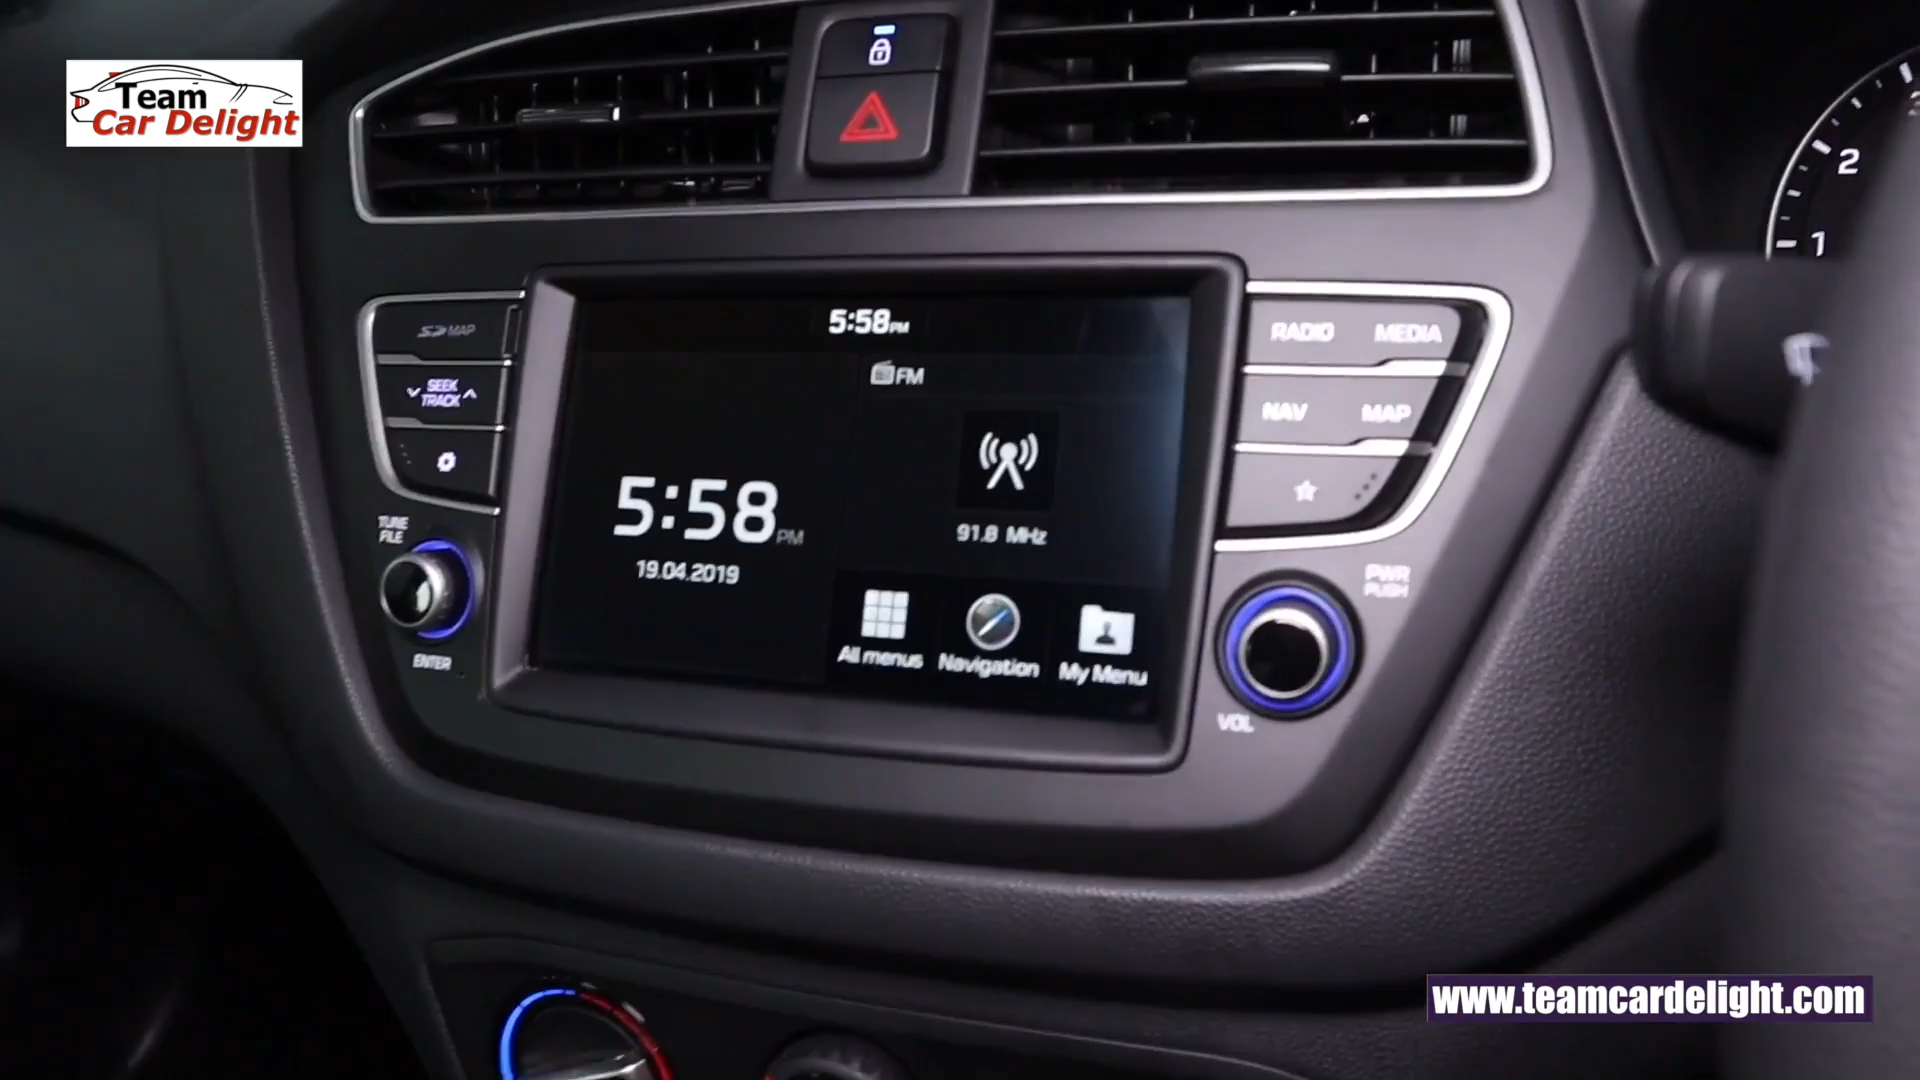 Team
Car Delight
2
1
5:58PM
SD MAP
RADIO MEDIA
FM
SEEK
TRACK
NAV MAP
5:58PM
91.8 MHz
TUNE
FILE
19.04.2019
PWR
PUSH
All menus Navigation My Menu
ENTER
VOL
www.teamcardelight.com